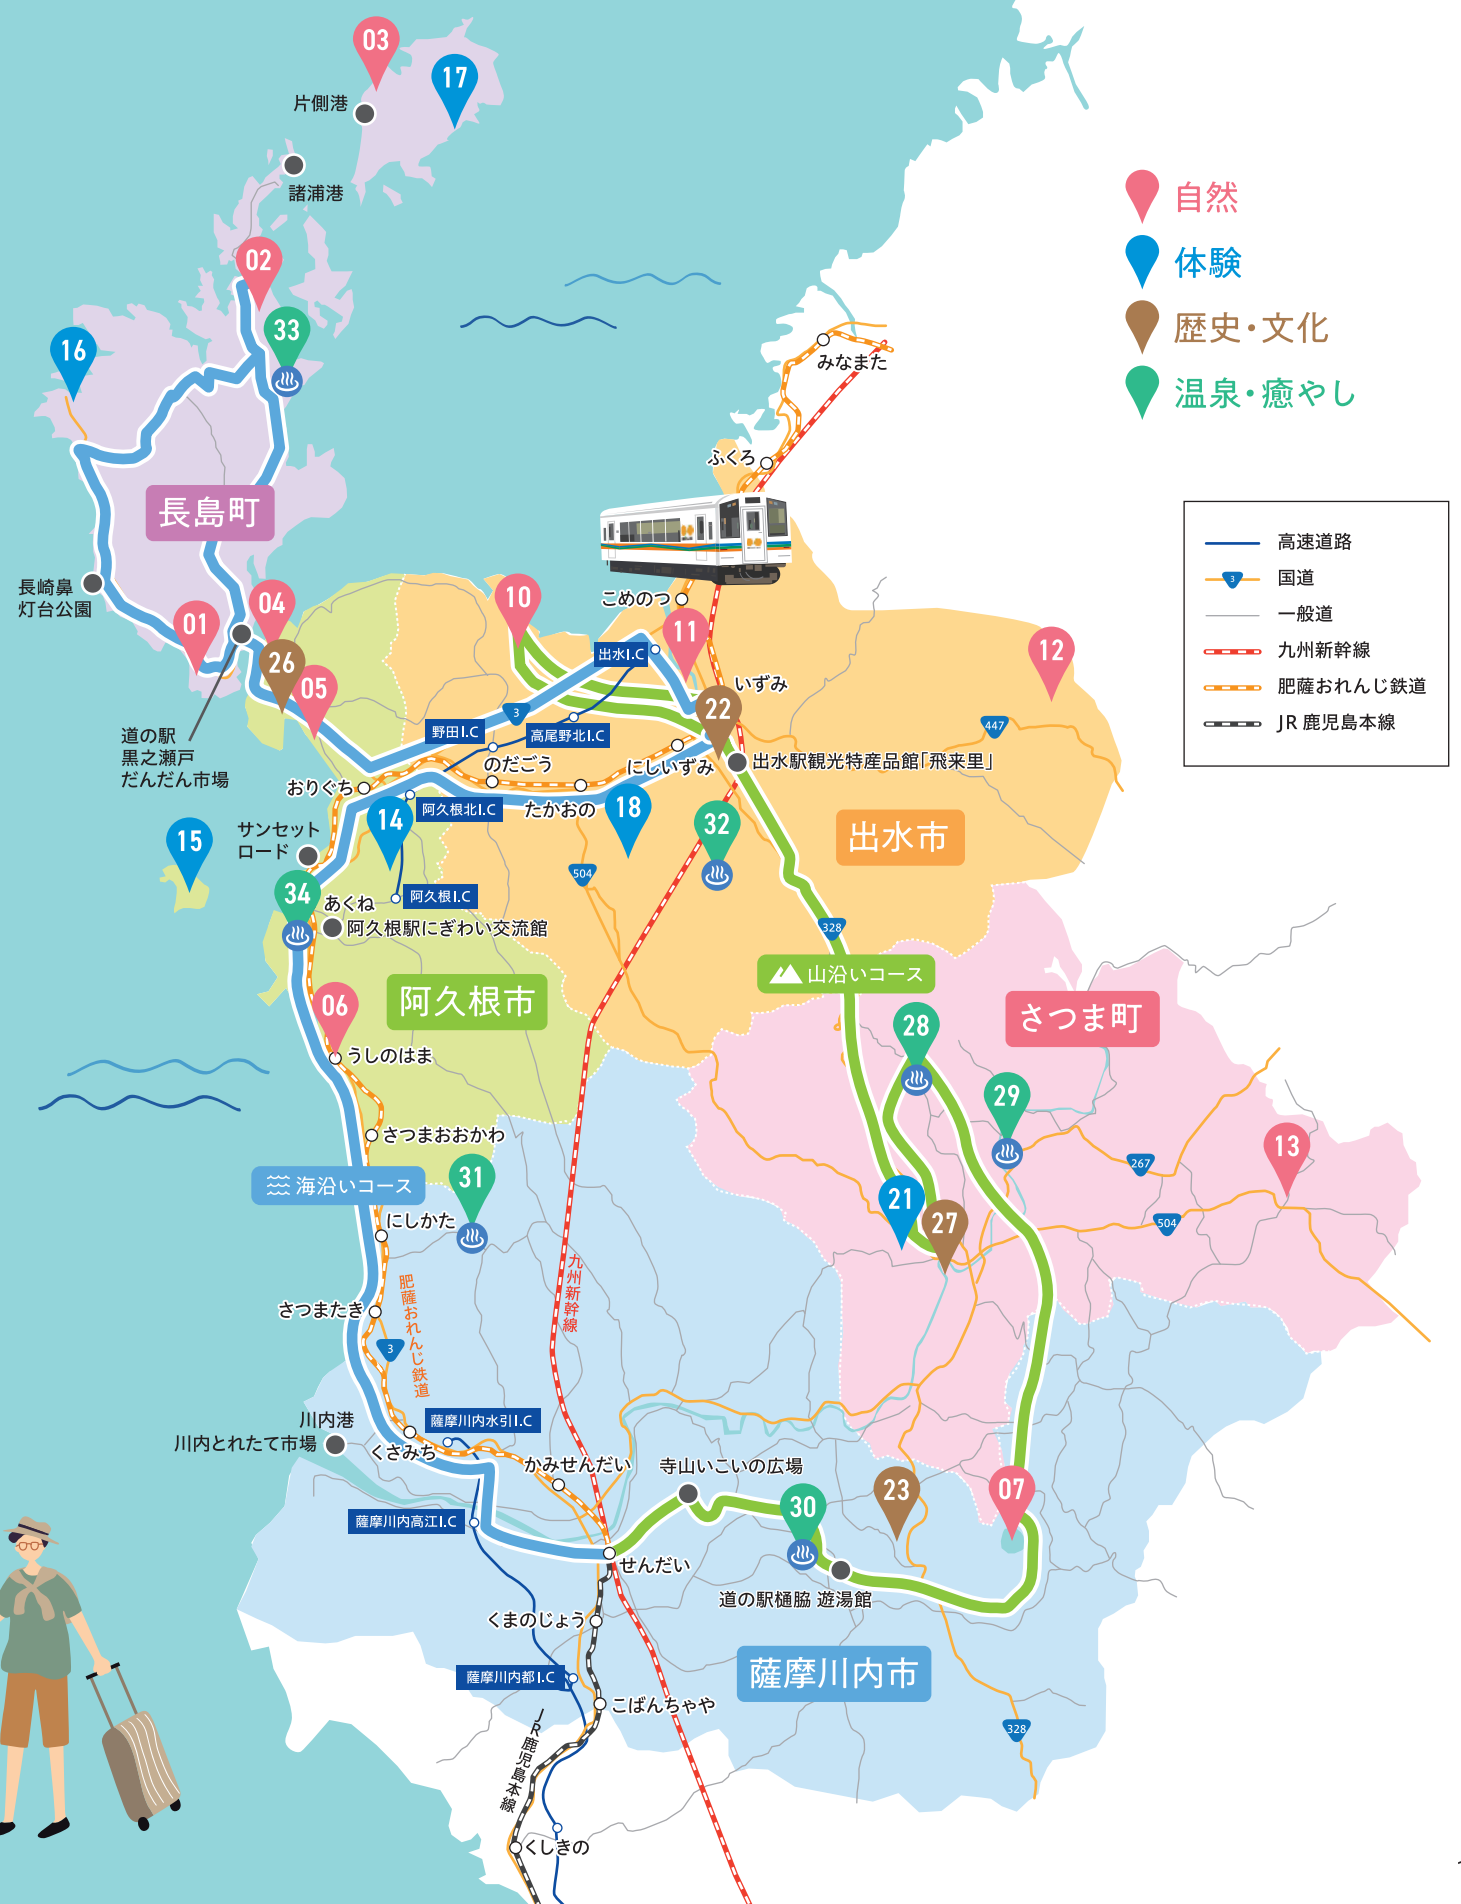 03
17
片側港
諸浦港
02
33
16
長島町
長崎鼻
灯台公園
01
04
26
05
道の駅
黒之瀬戸
だんだん市場
自然
体験
歴史・文化
温泉・癒やし
高速道路
3
国道
一般道
九州新幹線
肥薩おれんじ鉄道
JR 鹿児島本線
みなまた
ふくろ
こめのつ
10
11
12
出水I.C
いずみ
22
3
447
野田I.C
高尾野北I.C
のだごう
にしいずみ
出水駅観光特産品館「飛来里」
おりぐち
たかおの
阿久根北I.C
14
18
32
出水市
15
サンセット
ロード
504
34
阿久根I.C
あくね
阿久根駅にぎわい交流館
328
山沿いコース
阿久根市
さつま町
06
28
うしのはま
29
さつまおおかわ
13
267
海沿いコース
31
21
27
504
にしかた
九州新幹線
肥薩おれんじ鉄道
さつまたき
3
川内港
川内とれたて市場
薩摩川内水引I.C
くさみち
かみせんだい
寺山いこいの広場
30
23
07
薩摩川内高江I.C
せんだい
道の駅樋脇 遊湯館
くまのじょう
薩摩川内市
薩摩川内都I.C
こばんちゃや
328
JR鹿児島本線
くしきの